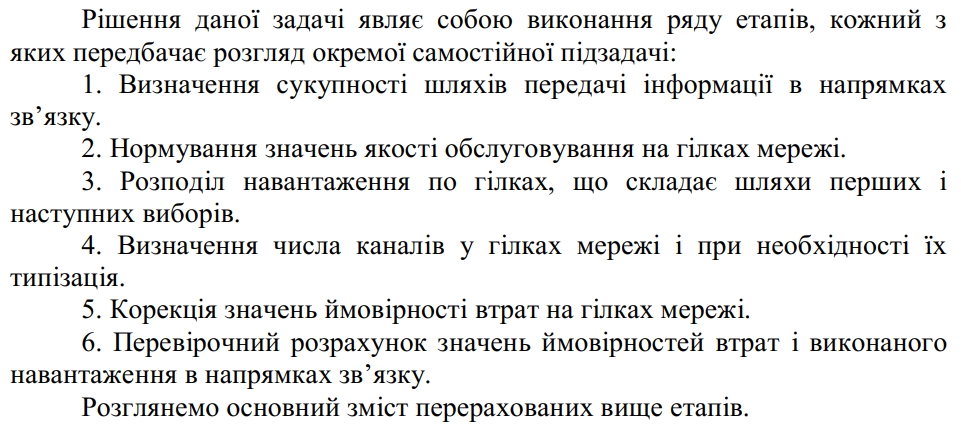 Рішення даної задачі являє собою виконання ряду етапів, кожний з
яких передбачає розгляд окремої самостійної підзадачі:
1. Визначення сукупності шляхів передачі інформації в напрямках
зв’язку.
2. Нормування значень якості обслуговування на гілках мережі.
3. Розподіл навантаження по гілках, що складає шляхи перших і
наступних виборів.
4. Визначення числа каналів у гілках мережі і при необхідності їх
типізація.
5. Корекція значень ймовірності втрат на гілках мережі.
6. Перевірочний розрахунок значень ймовірностей втрат і виконаного
навантаження в напрямках зв’язку.
Розглянемо основний зміст перерахованих вище етапів.